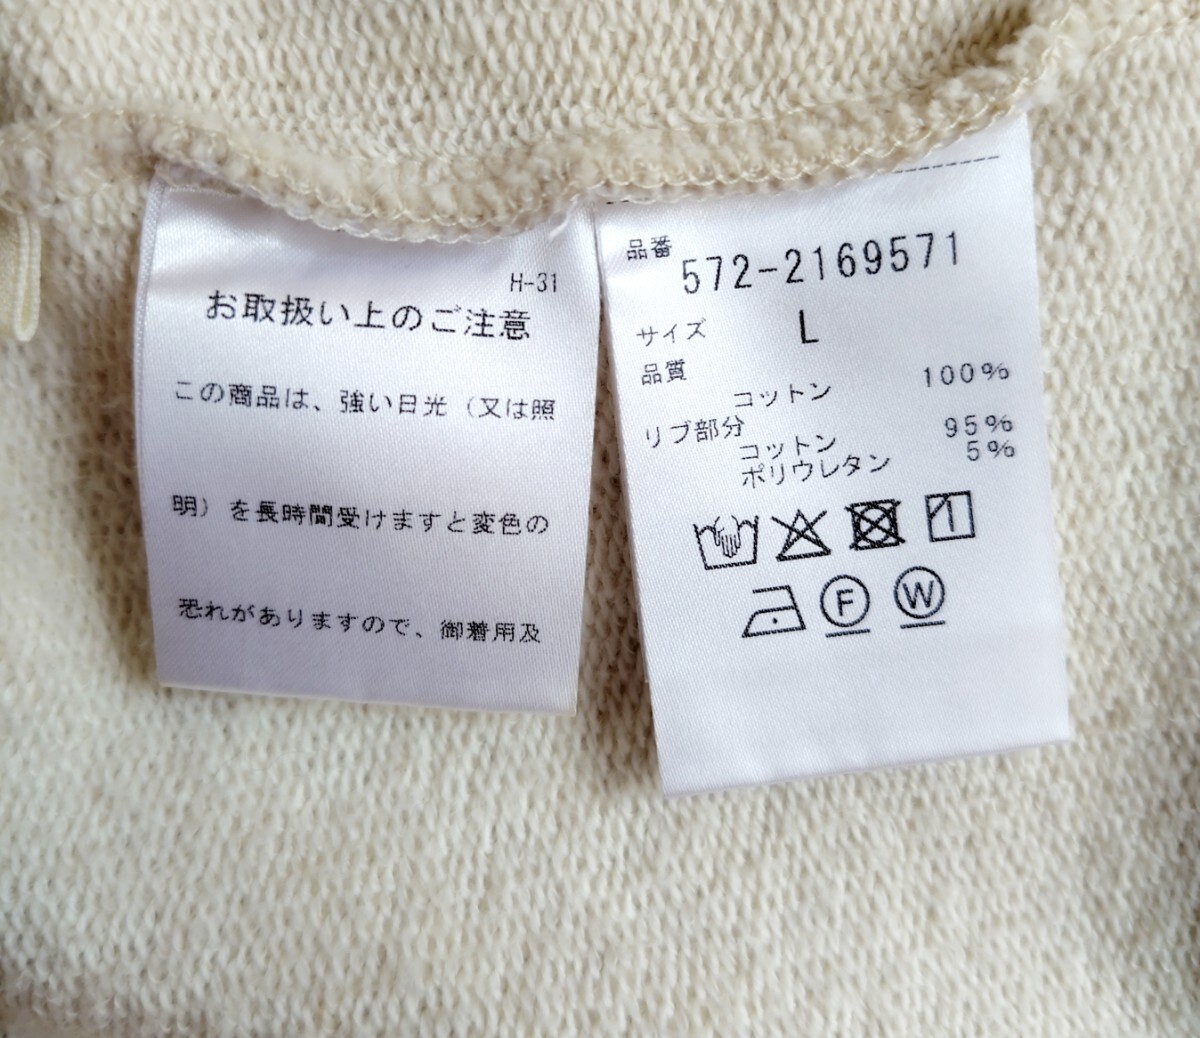 H-31
お取扱い上のご注意
この商品は、強い日光（又は照
明）を長時間受けますと変色の
恐れがありますので、御着用及
品番 572-2169571
サイズ L
品質
コットン 100%
リブ部分
コットン 95%
ポリウレタン 5%
F W